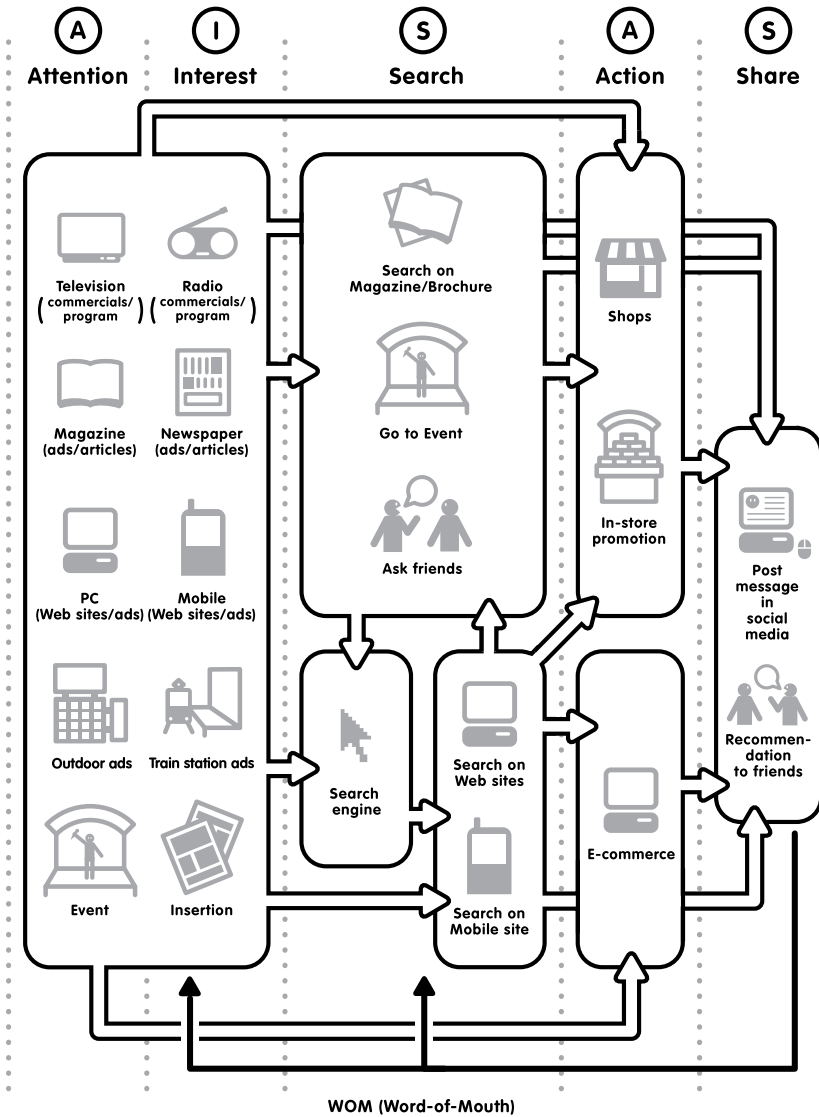 A
I
S
A
S
Attention
Interest
Search
Action
Share
Television
( commercials/
program )
Radio
( commercials/
program )
Magazine
(ads/articles)
Newspaper
(ads/articles)
PC
(Web sites/ads)
Mobile
(Web sites/ads)
Outdoor ads
Train station ads
Event
Insertion
Search on
Magazine/Brochure
Go to Event
Ask friends
Search
engine
Search on
Web sites
Search on
Mobile site
Shops
In-store
promotion
E-commerce
Post
message
in
social
media
Recommen-
dation
to friends
WOM (Word-of-Mouth)